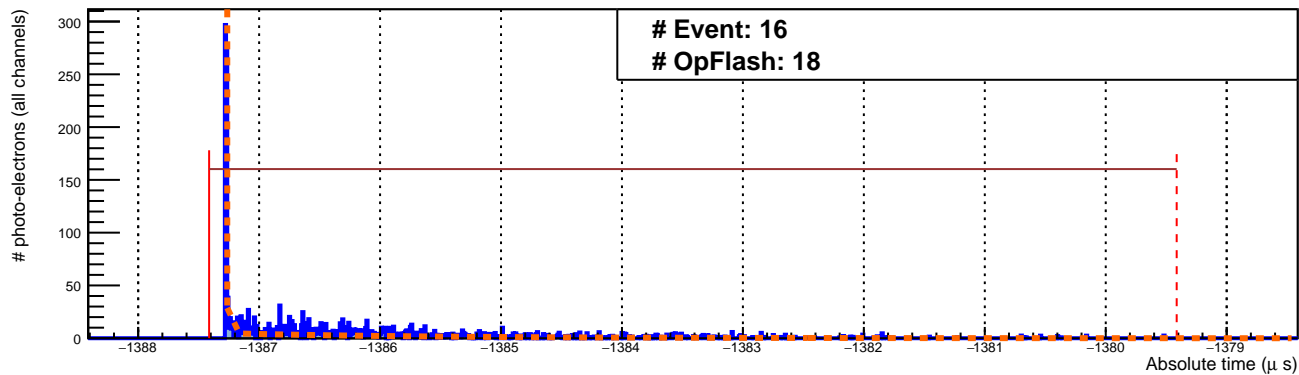 # Event: 16
# OpFlash: 18
# photo-electrons (all channels)
300
250
200
150
100
50
0
−1388 −1387 −1386 −1385 −1384 −1383 −1382 −1381 −1380 −1379
Absolute time (μ s)